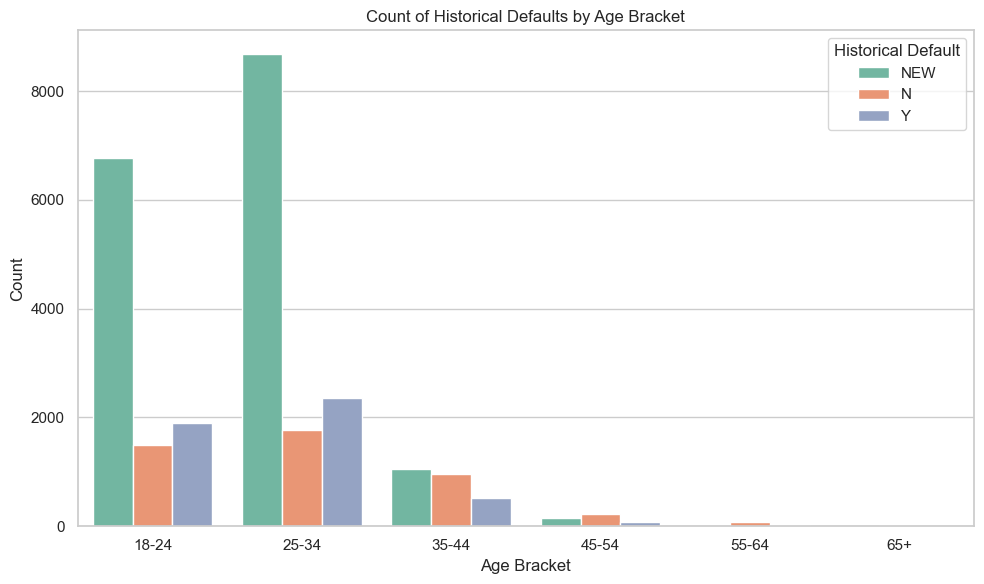 Count of Historical Defaults by Age Bracket
Historical Default
NEW
N
Y
Count
8000
6000
4000
2000
0
18-24 25-34 35-44 45-54 55-64 65+
Age Bracket